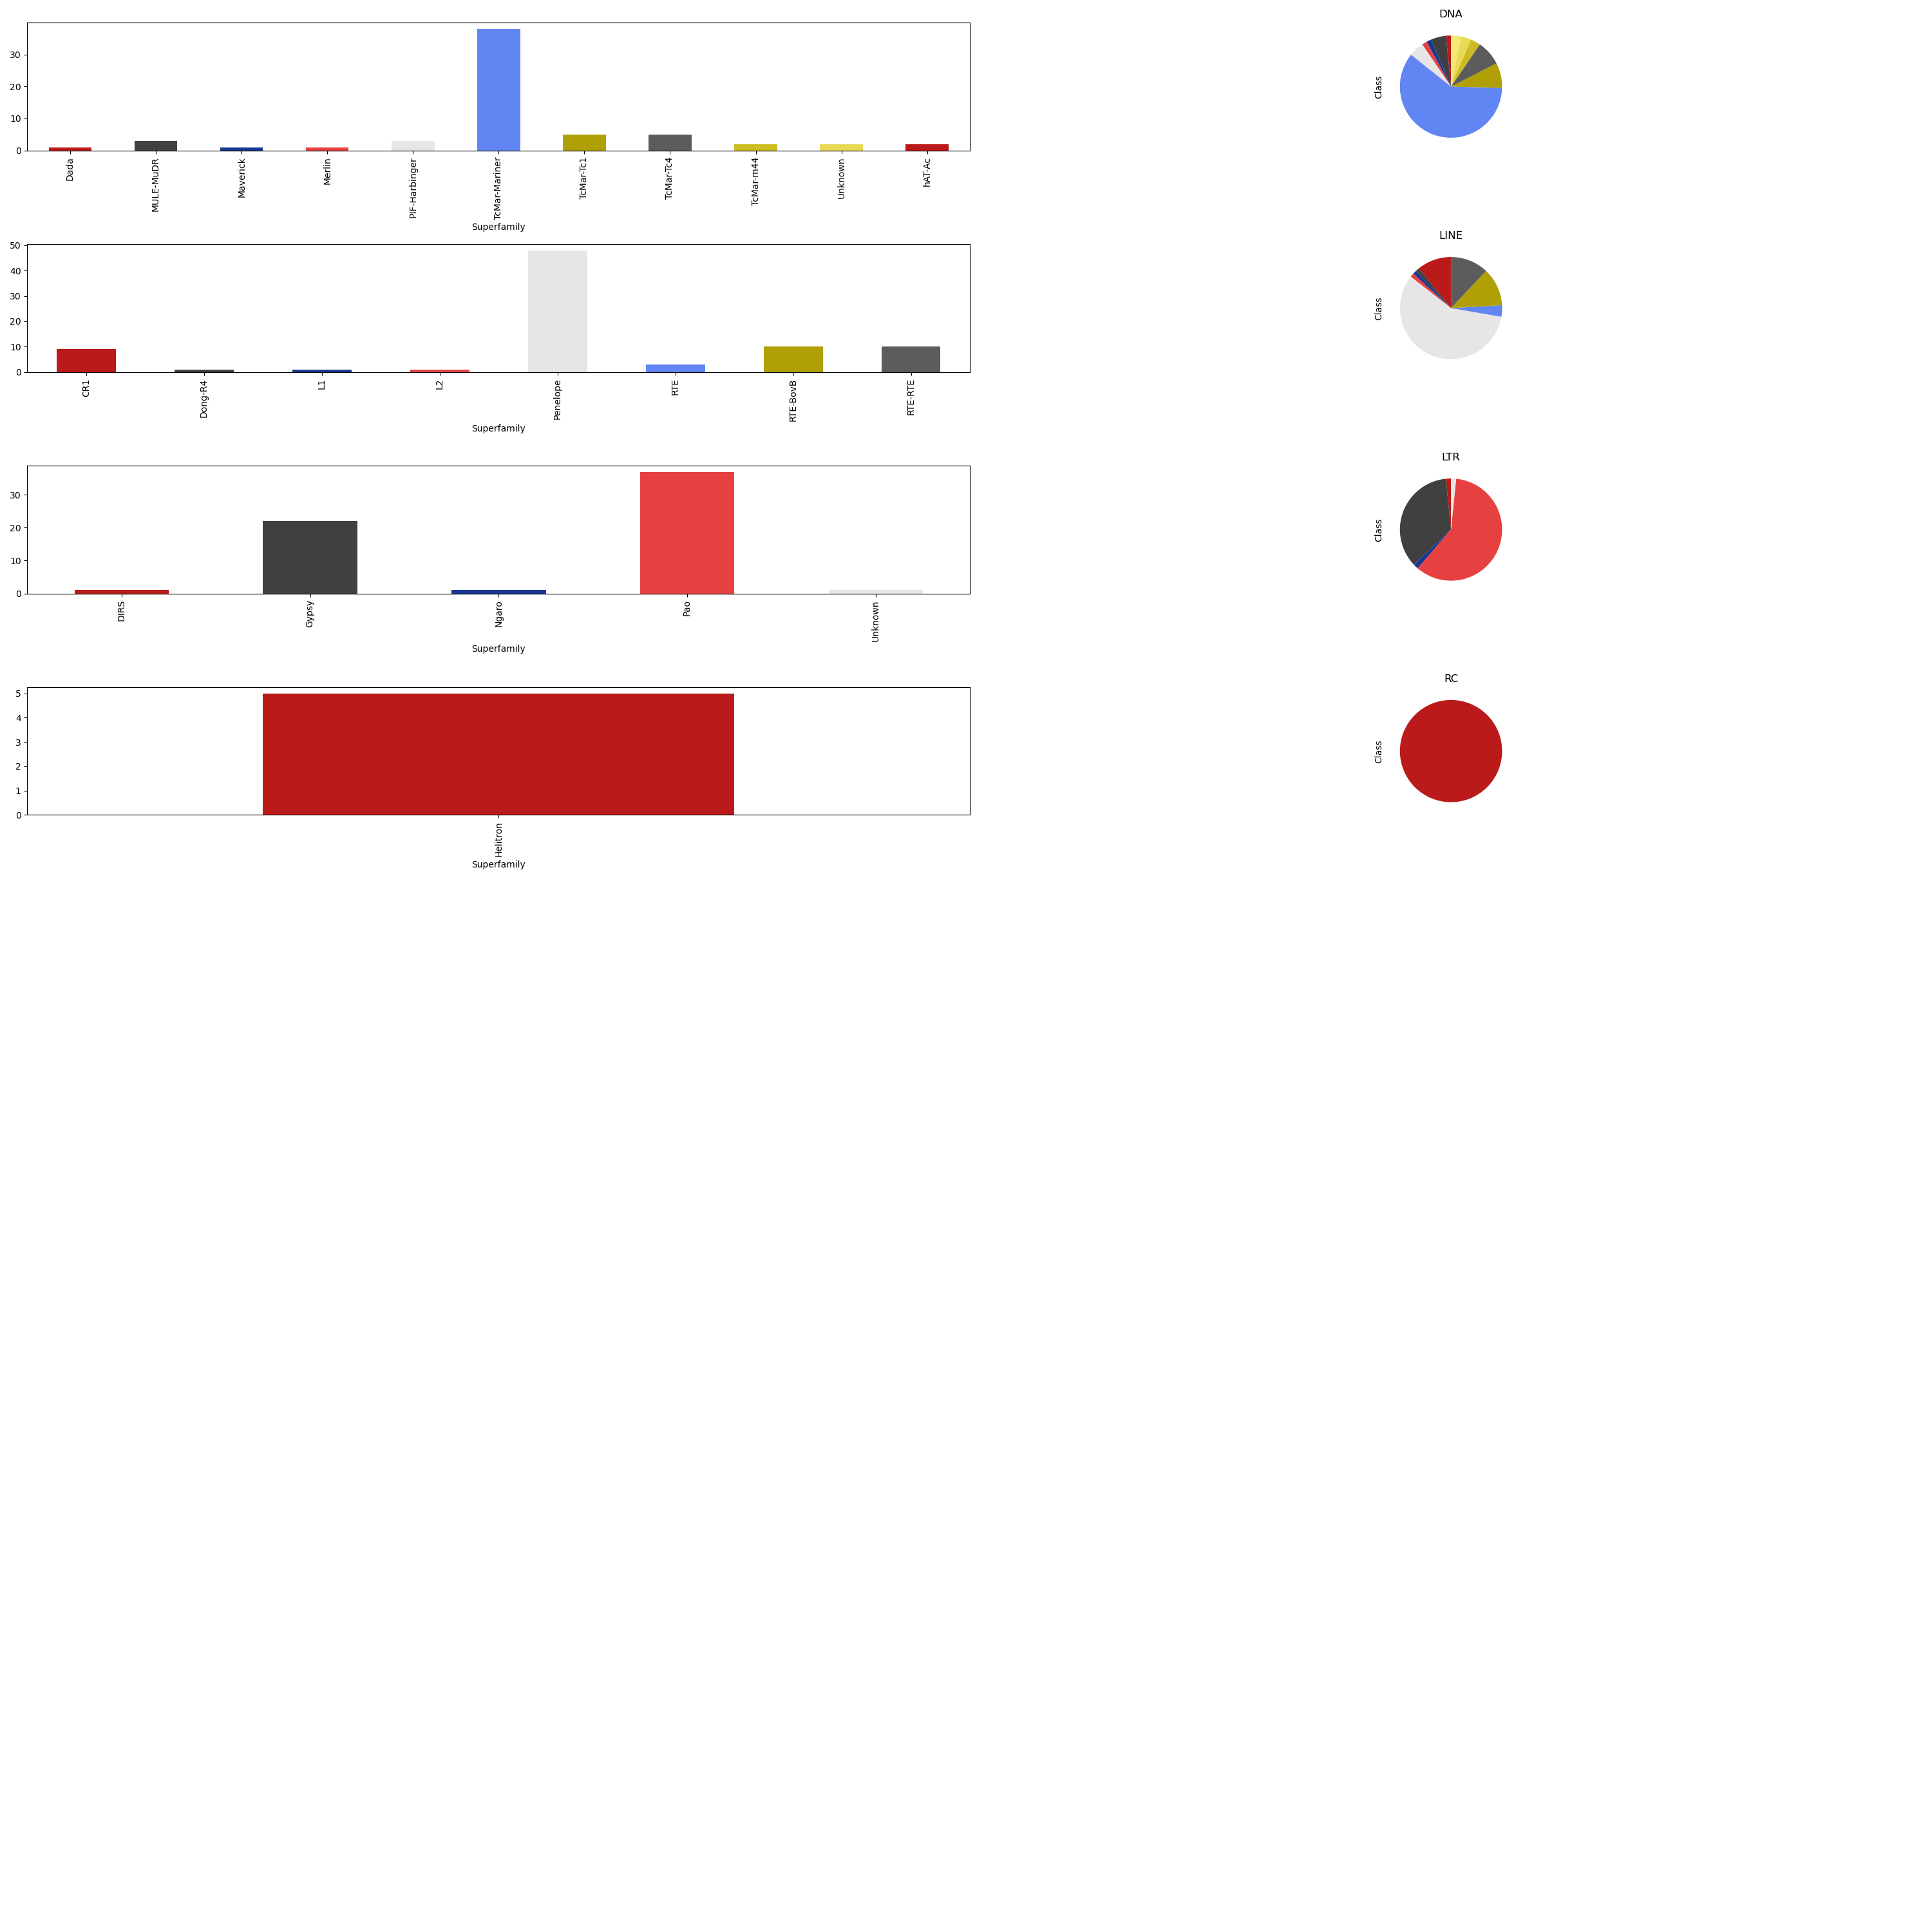 DNA
30
20
10
0
Class
Dada
MULE-MuDR
Maverick
Merlin
PIF-Harbinger
TcMar-Mariner
TcMar-Tc1
TcMar-Tc4
TcMar-m44
Unknown
hAT-Ac
Superfamily
LINE
50
40
30
20
10
0
Class
CR1
Dong-R4
L1
L2
Penelope
RTE
RTE-BovB
RTE-RTE
Superfamily
LTR
30
20
10
0
Class
DIRS
Gypsy
Ngaro
Pao
Unknown
Superfamily
RC
5
4
3
2
1
0
Class
Helitron
Superfamily